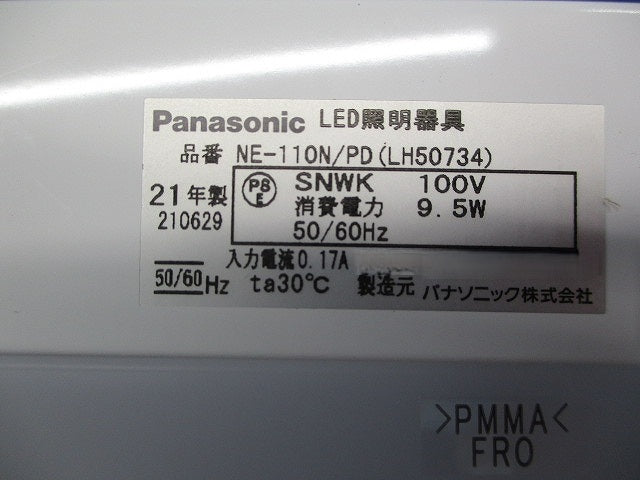 Panasonic LED照明器具
品番 NE-110N/PD(LH50734)
21年製
210629
PS
E
SNWK 100V
消費電力 9.5W
50/60Hz
入力電流0.17A
50/60Hz ta30℃ 製造元 パナソニック株式会社
>PMMA<
FRO